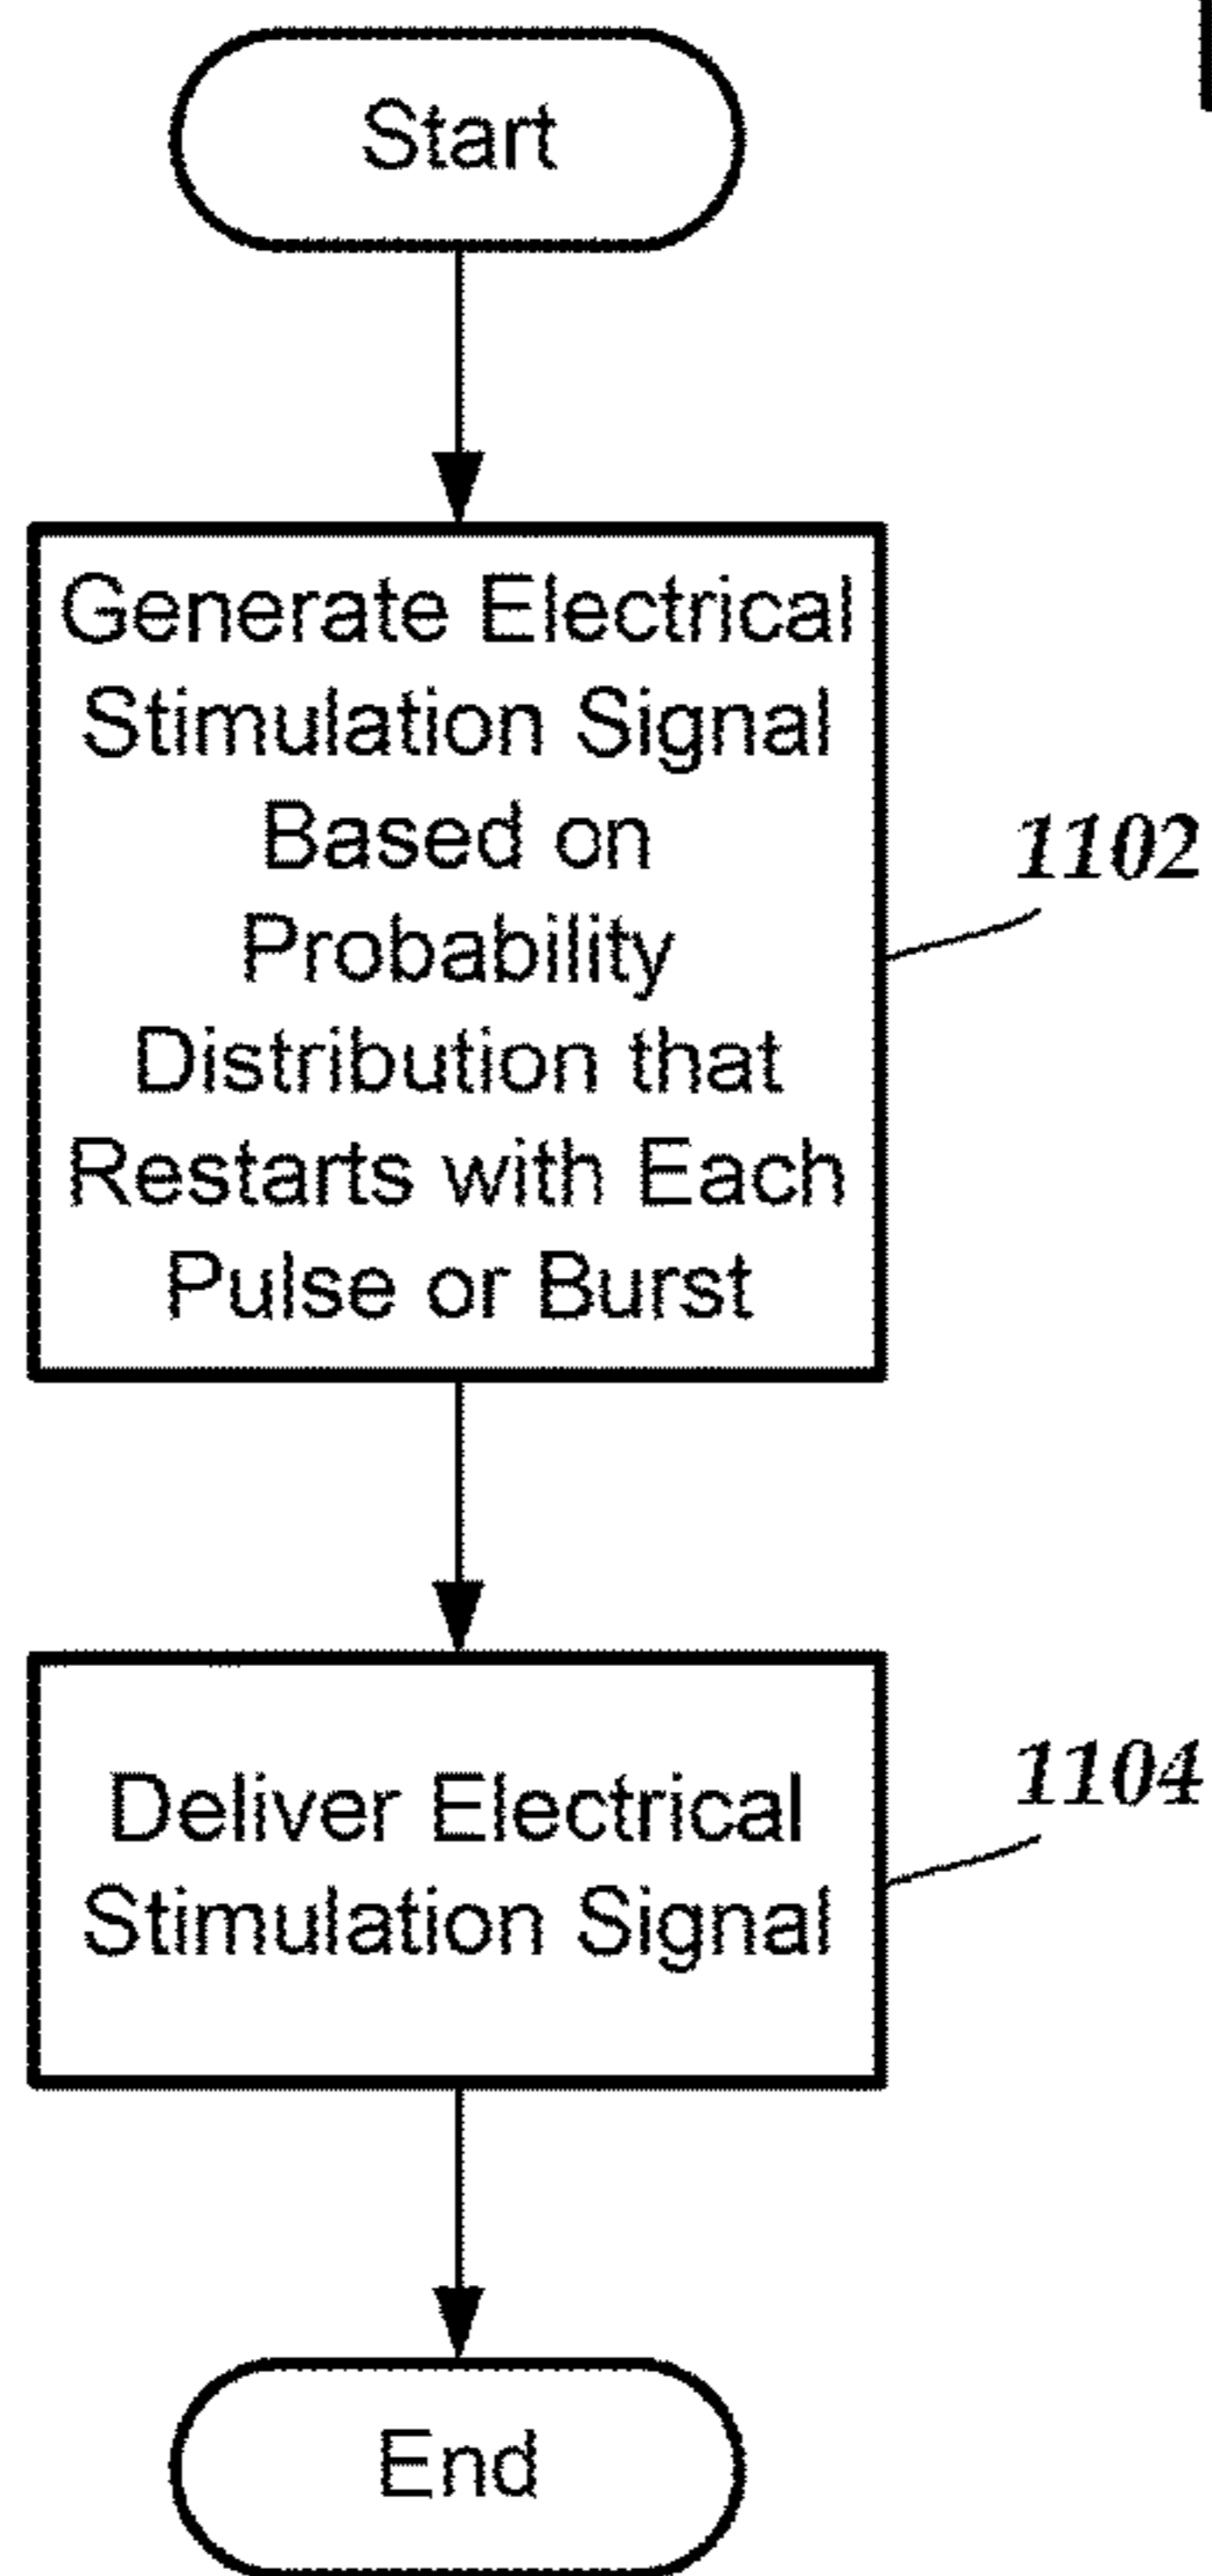 Start
Generate Electrical
Stimulation Signal
Based on
Probability
Distribution that
Restarts with Each
Pulse or Burst
1102
Deliver Electrical
Stimulation Signal
1104
End